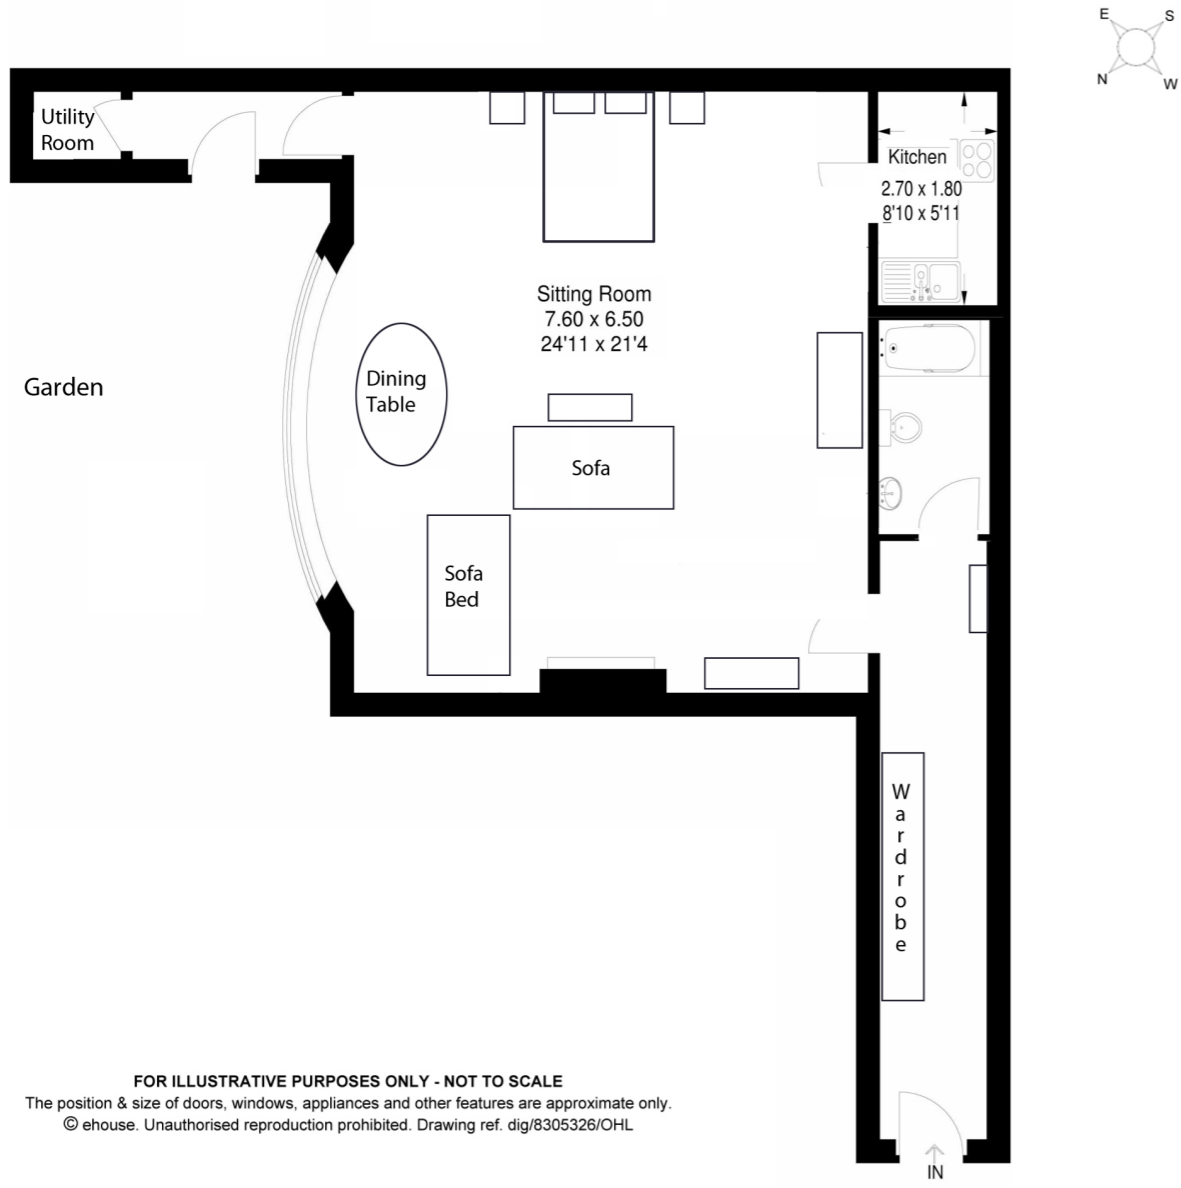 E
S
N
W
Utility
Room
Kitchen
2.70 x 1.80
8'10 x 5'11
Sitting Room
7.60 x 6.50
24'11 x 21'4
Garden
Dining
Table
Sofa
Sofa
Bed
Wardrobe
FOR ILLUSTRATIVE PURPOSES ONLY - NOT TO SCALE
The position & size of doors, windows, appliances and other features are approximate only.
© ehouse. Unauthorised reproduction prohibited. Drawing ref. dig/8305326/OHL
IN